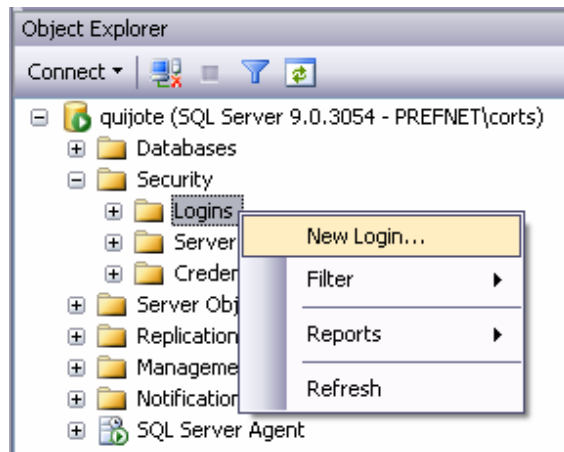 Object Explorer
Connect
quijote (SQL Server 9.0.3054 - PREFNET\corts)
Databases
Security
Logins
New Login...
Server
Filter
Creder
Server Obj
Replication
Reports
Manageme
Notification
Refresh
SQL Server Agent